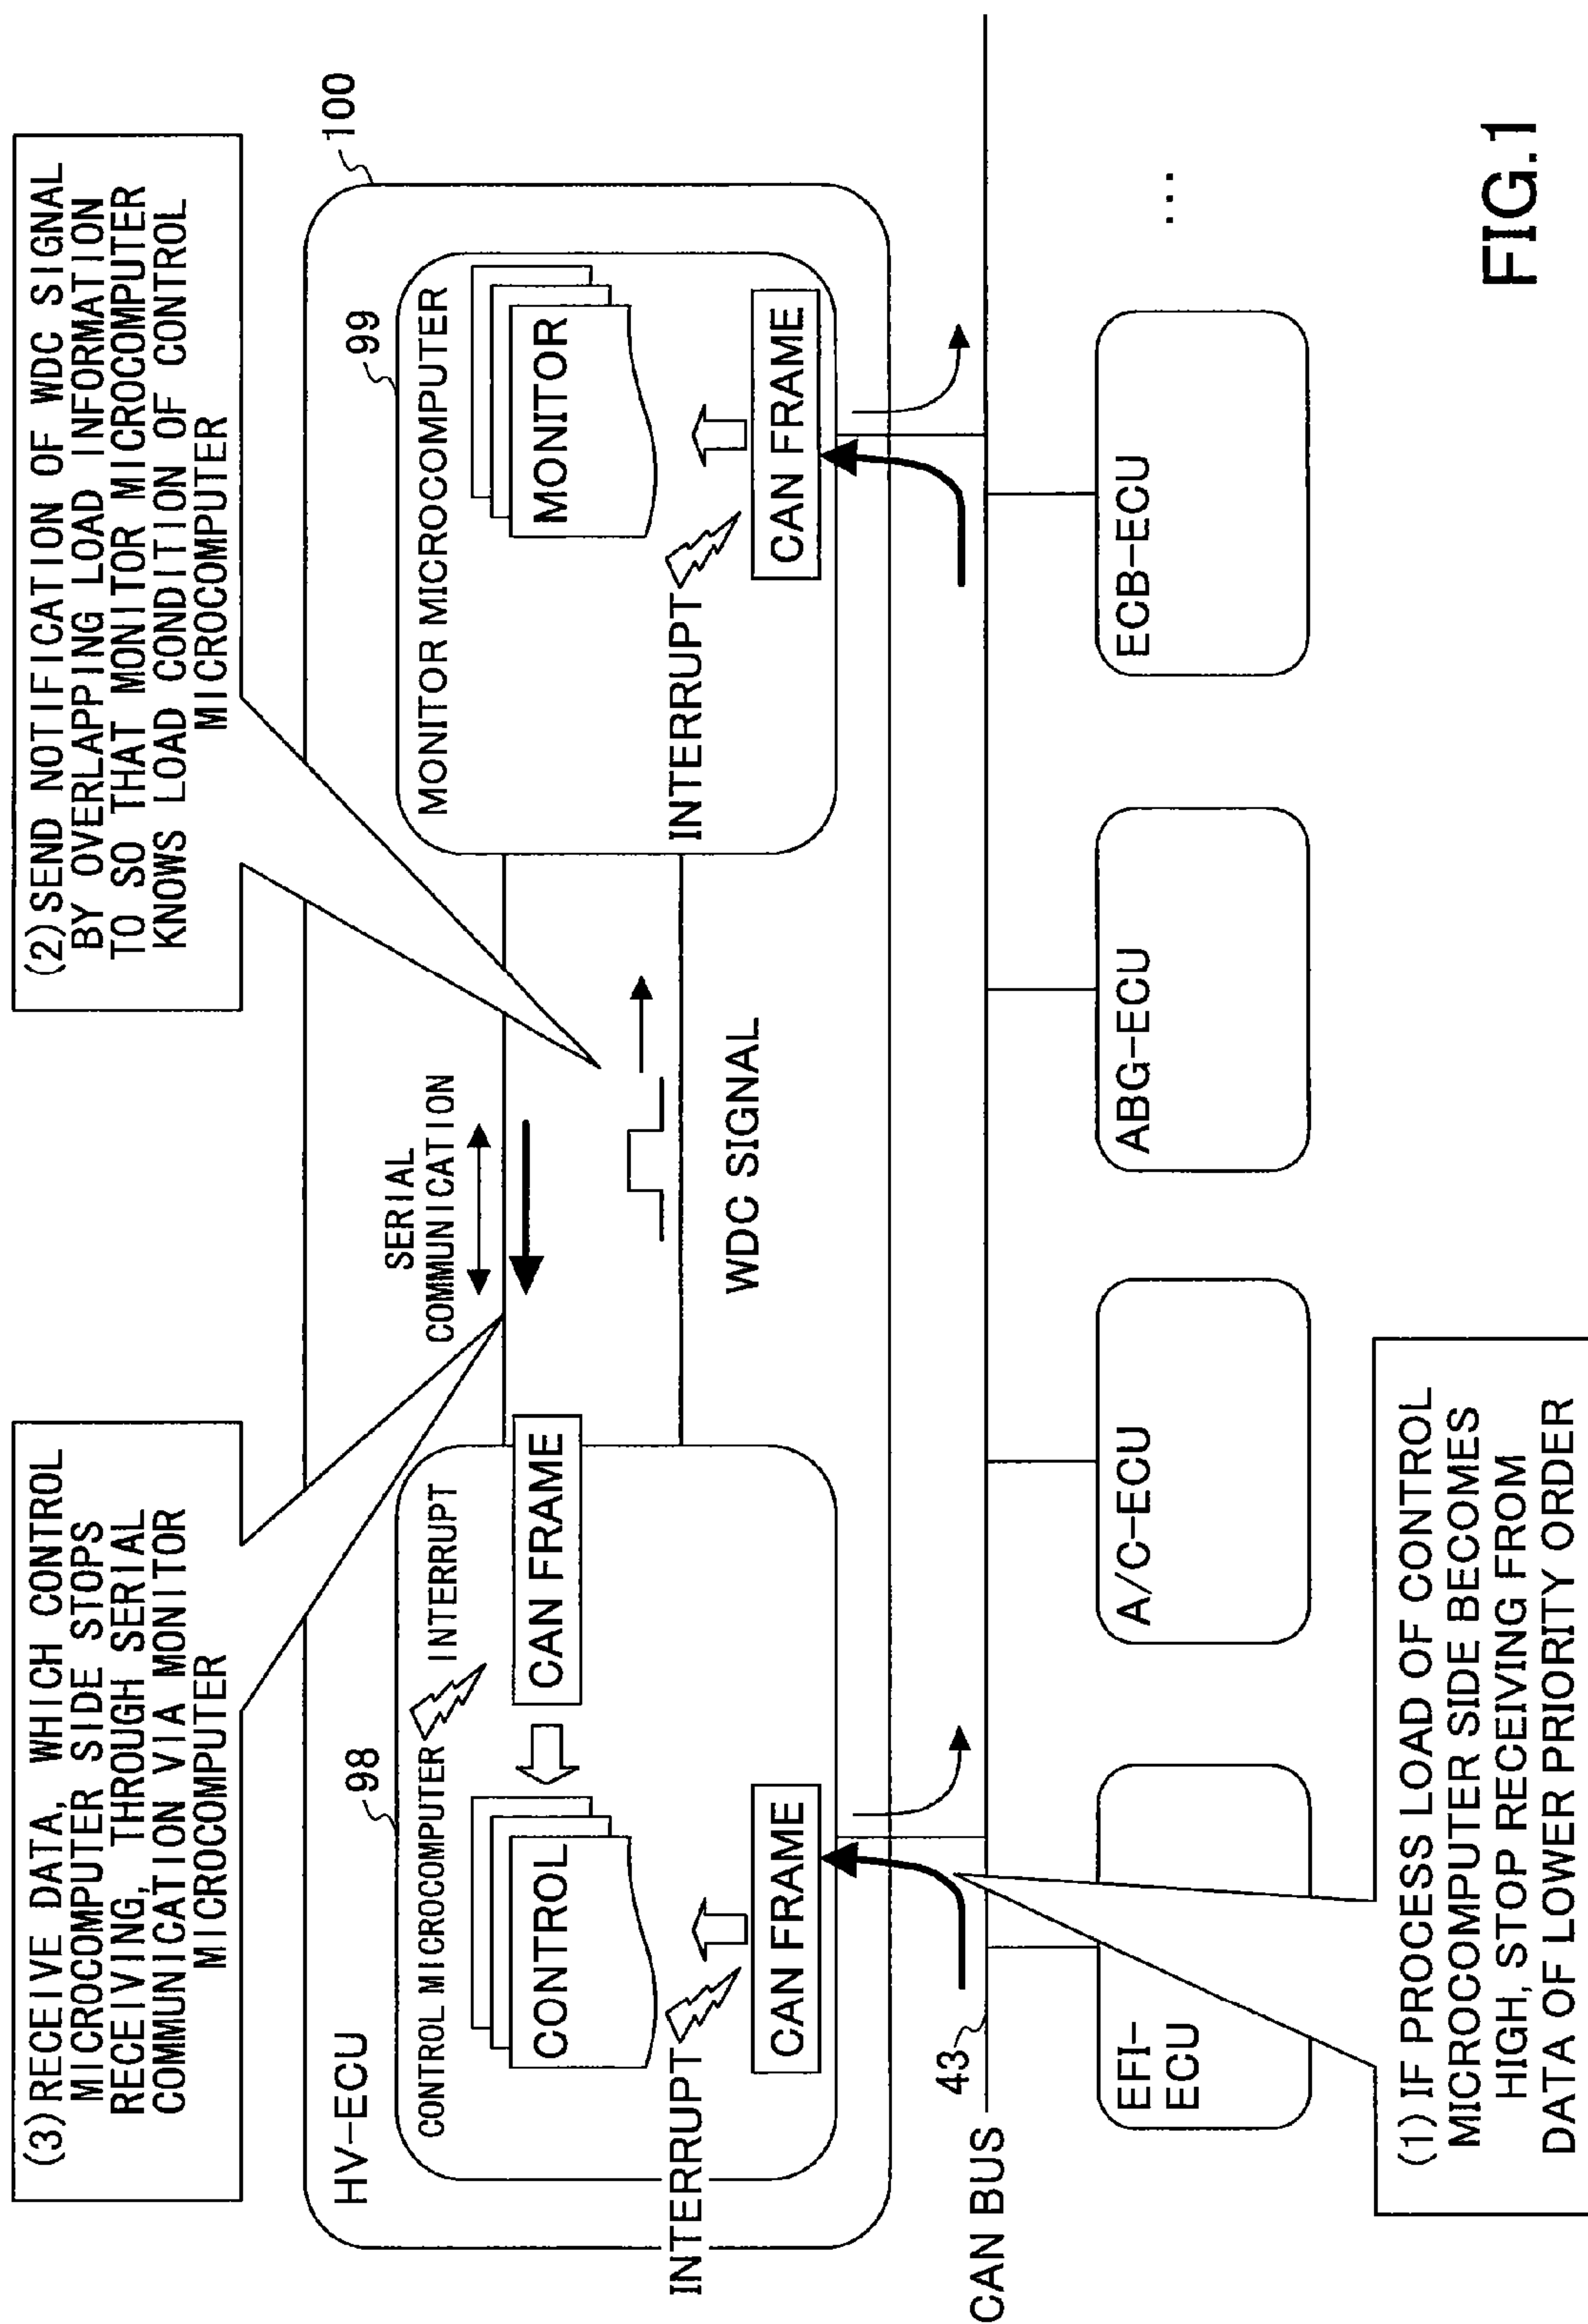 (3) RECEIVE DATA, WHICH CONTROL
MICROCOMPUTER SIDE STOPS
RECEIVING, THROUGH SERIAL
COMMUNICATION VIA MONITOR
MICROCOMPUTER
(2) SEND NOTIFICATION OF WDC SIGNAL
BY OVERLAPPING LOAD INFORMATION
TO SO THAT MONITOR MICROCOMPUTER
KNOWS LOAD CONDITION OF CONTROL
MICROCOMPUTER
100
HV-ECU
98
CONTROL MICROCOMPUTER
INTERRUPT
CONTROL
CAN FRAME
INTERRUPT
CAN FRAME
SERIAL
COMMUNICATION
WDC SIGNAL
99
MONITOR MICROCOMPUTER
MONITOR
INTERRUPT
CAN FRAME
43
CAN BUS
EFI-
ECU
A/C-ECU
ABG-ECU
ECB-ECU
...
(1) IF PROCESS LOAD OF CONTROL
MICROCOMPUTER SIDE BECOMES
HIGH, STOP RECEIVING FROM
DATA OF LOWER PRIORITY ORDER
FIG.1